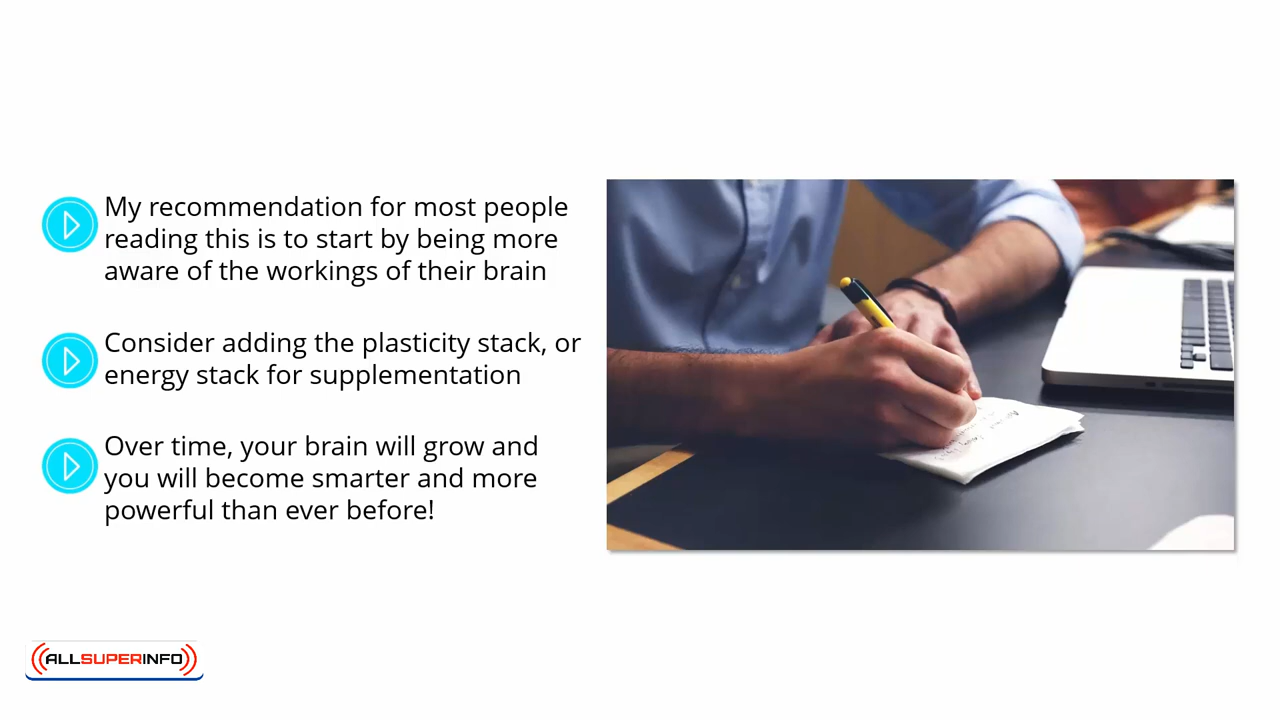 My recommendation for most people
reading this is to start by being more
aware of the workings of their brain
Consider adding the plasticity stack, or
energy stack for supplementation
Over time, your brain will grow and
you will become smarter and more
powerful than ever before!
ALLSUPERINFO